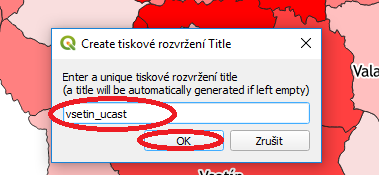 Create tiskové rozvržení Title
Enter a unique tiskové rozvržení title
(a title will be automatically generated if left empty)
vsetin_ucast
OK
Zrušit
Vala
Vsetín